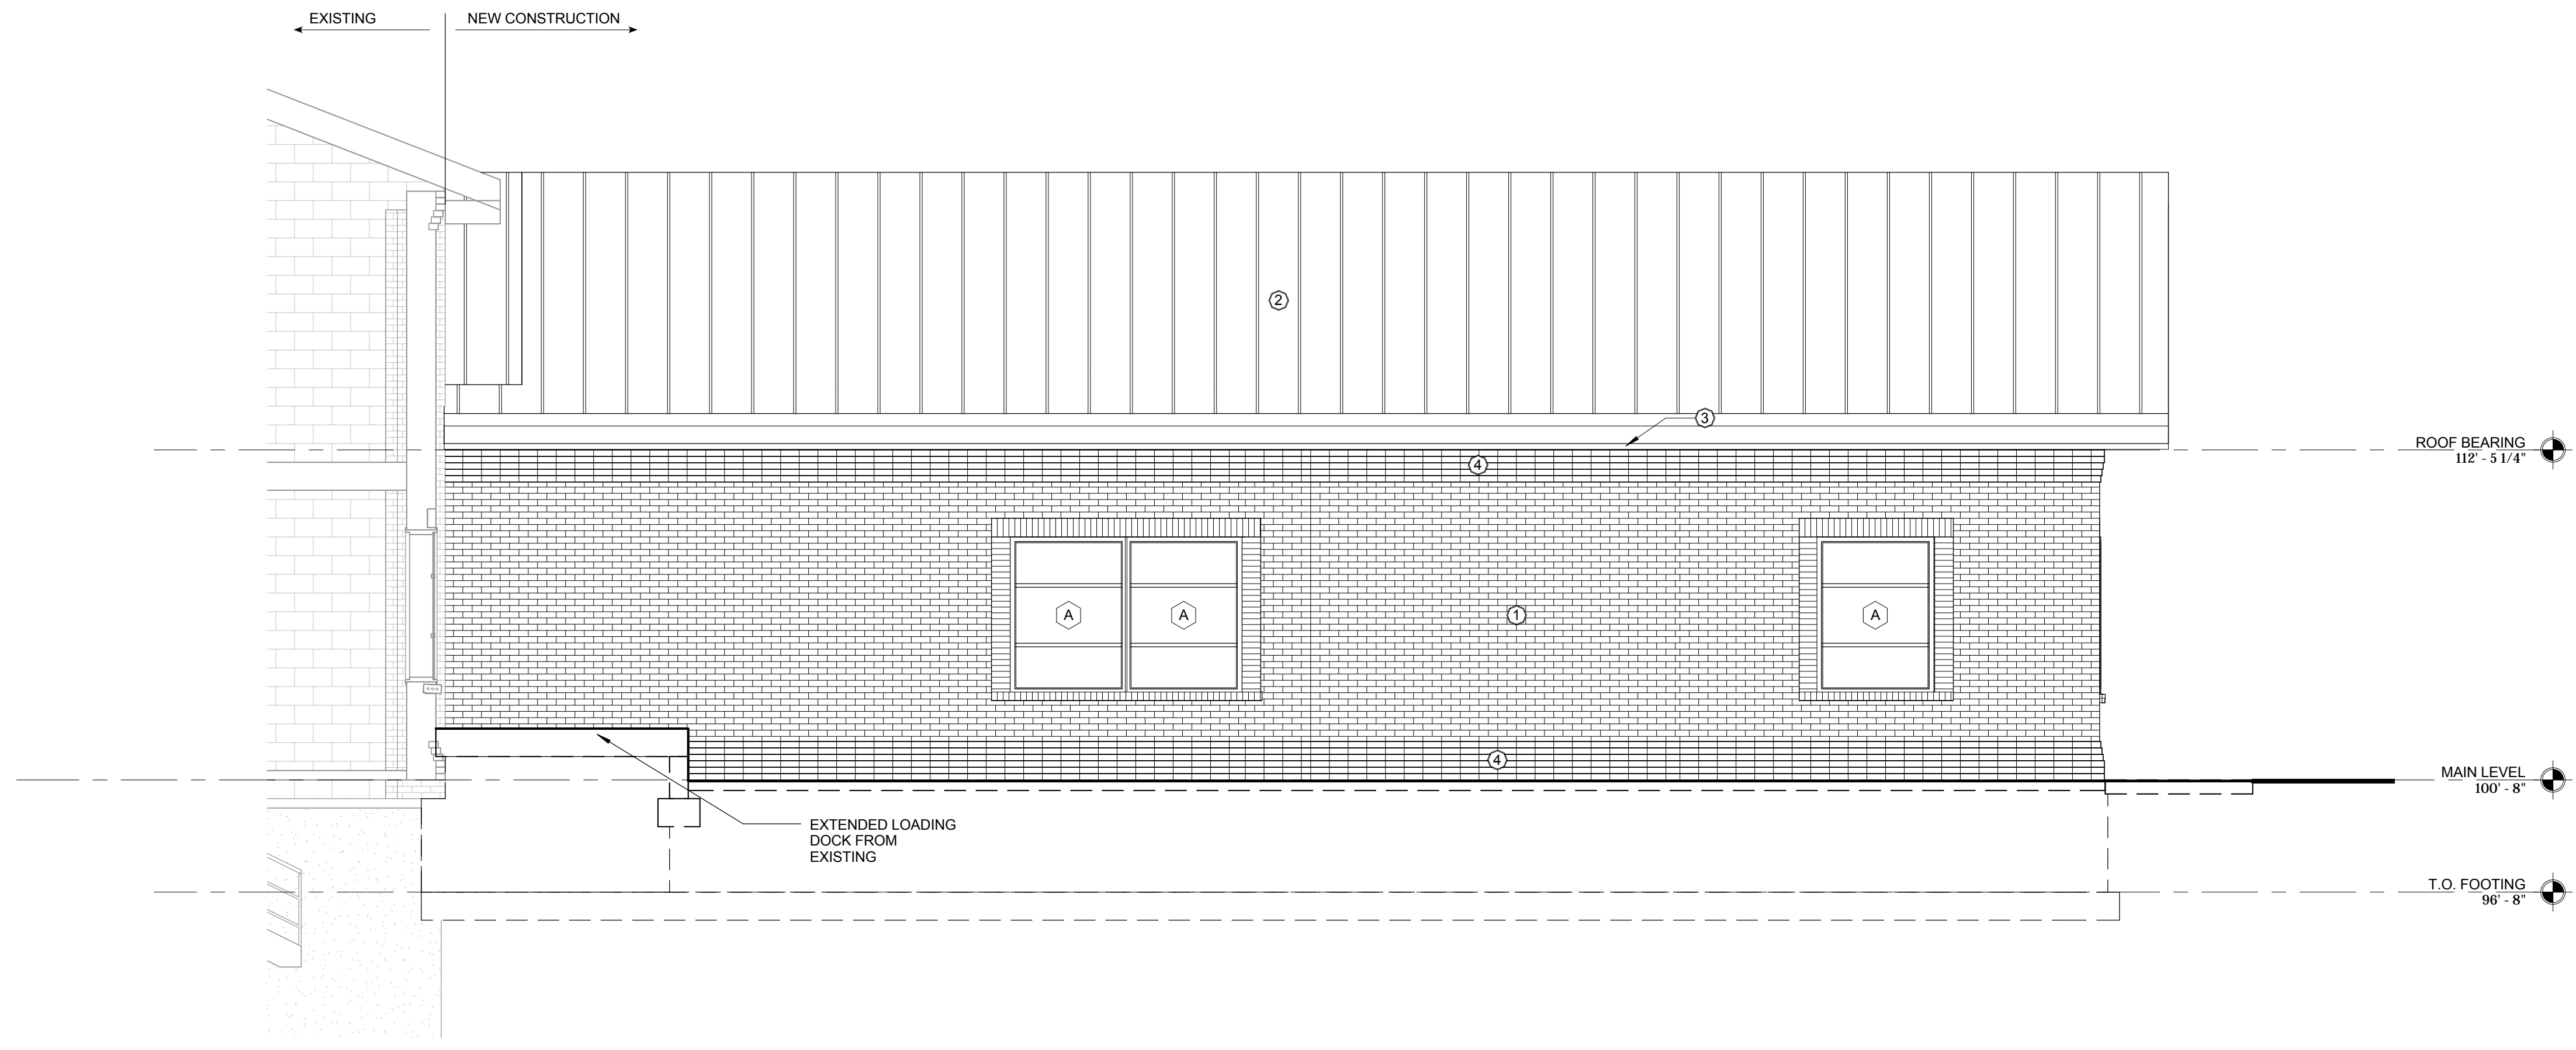 EXISTING
NEW CONSTRUCTION
2
3
ROOF BEARING
112' - 5 1/4"
4
A
A
1
A
4
MAIN LEVEL
100' - 8"
EXTENDED LOADING
DOCK FROM
EXISTING
T.O. FOOTING
96' - 8"